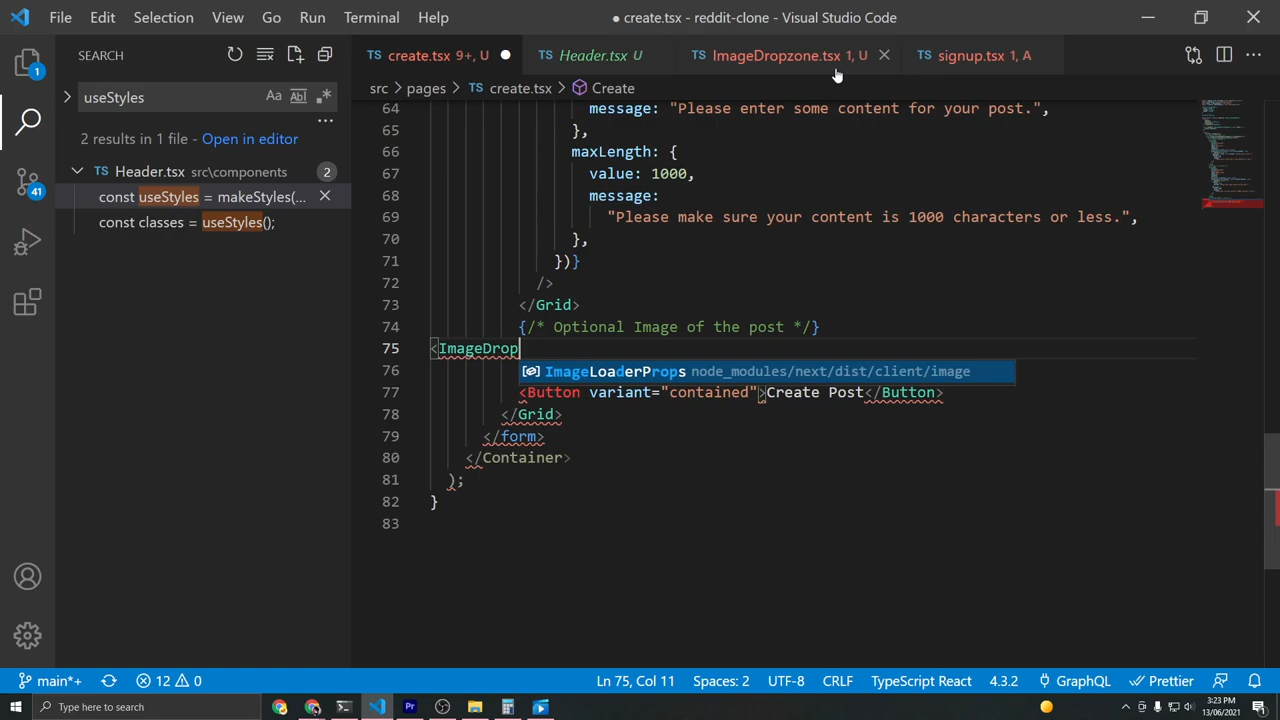 File Edit Selection View Go Run Terminal Help
● create.tsx - reddit-clone - Visual Studio Code
SEARCH
TS create.tsx 9+, U ●
TS Header.tsx U
TS ImageDropzone.tsx 1, U
TS signup.tsx 1, A
1
useStyles
Aa Abl .*
src > pages > TS create.tsx > Create
2 results in 1 file - Open in editor
TS Header.tsx src\components 2
const useStyles = makeStyles(...
const classes = useStyles();
41
64 message: "Please enter some content for your post.",
65 },
66 maxLength: {
67 value: 1000,
68 message:
69 "Please make sure your content is 1000 characters or less.",
70 },
71 })}
72 />
73 </Grid>
74 {/* Optional Image of the post */}
75 <ImageDrop
76 ImageLoaderProps node_modules/next/dist/client/image
77 <Button variant="contained">Create Post</Button>
78 </Grid>
79 </form>
80 </Container>
81 );
82 }
83
main*+ 12 0 Ln 75, Col 11 Spaces: 2 UTF-8 CRLF TypeScript React 4.3.2 GraphQL Prettier
Type here to search
3:23 PM
13/06/2021